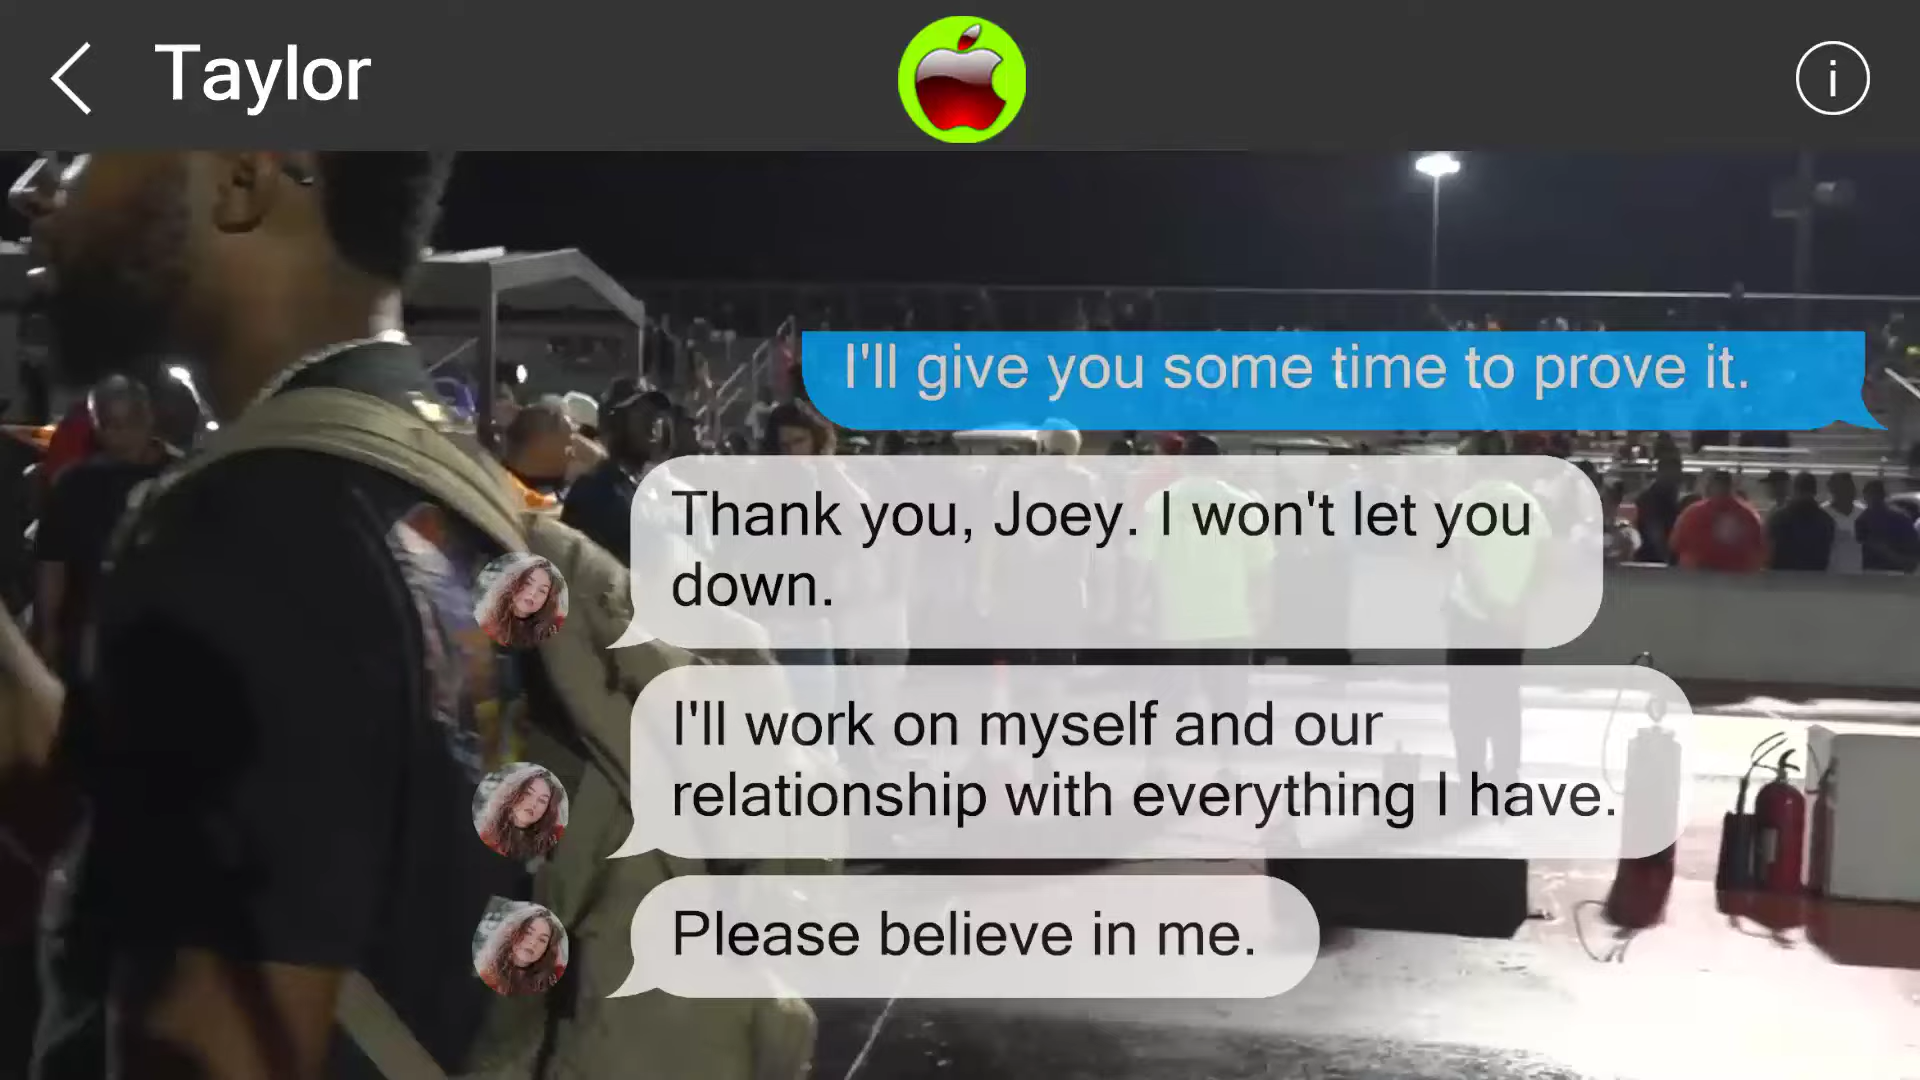 Taylor
i
I'll give you some time to prove it.
Thank you, Joey. I won't let you
down.
I'll work on myself and our
relationship with everything I have.
Please believe in me.